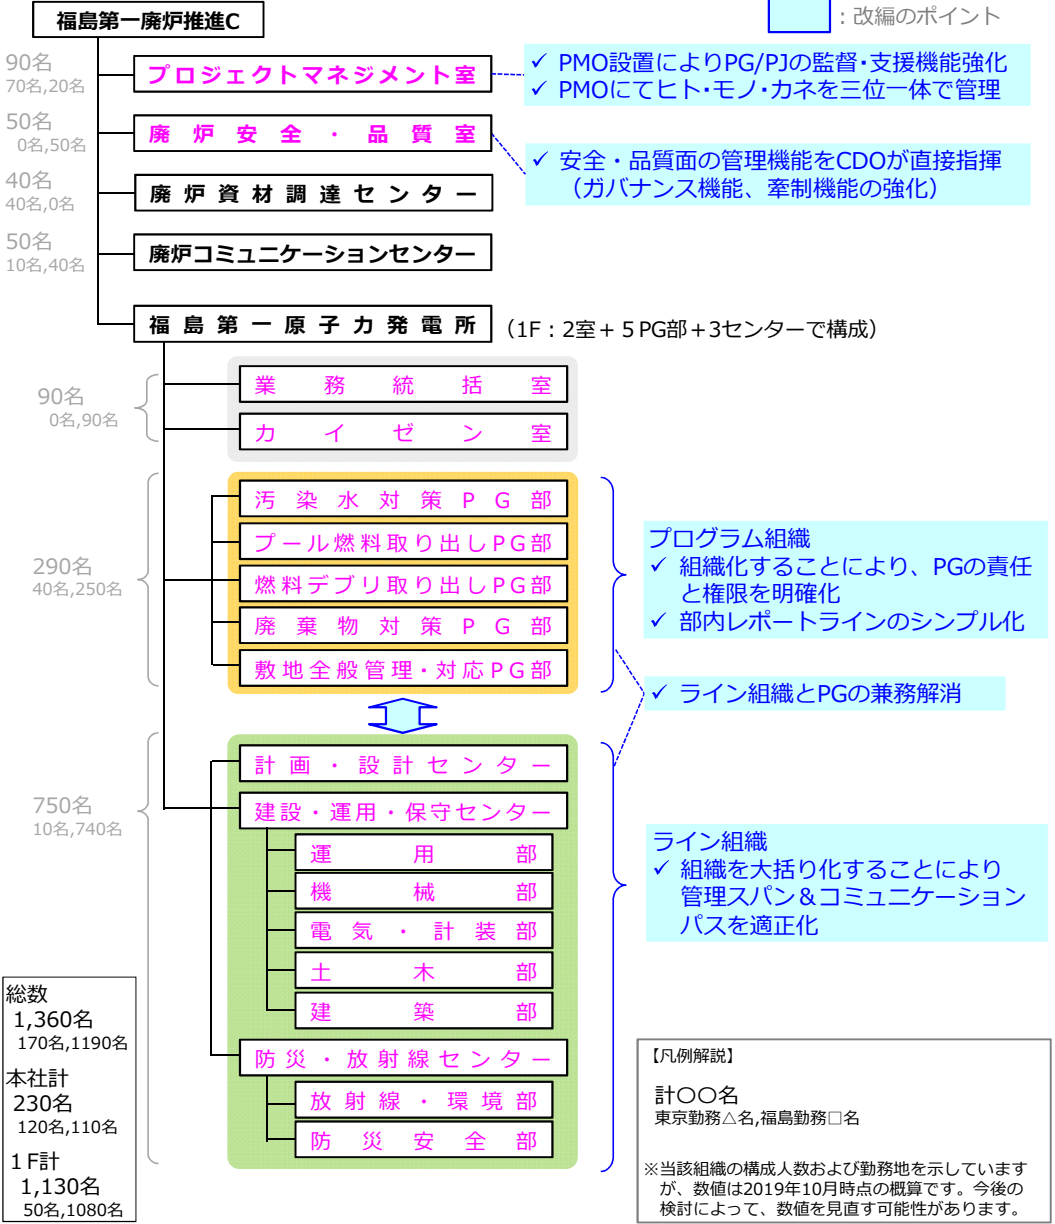 福島第一廃炉推進C
：改編のポイント
90名
70名,20名
プロジェクトマネジメント室
✓ PMO設置によりPG/PJの監督・支援機能強化
✓ PMOにてヒト・モノ・カネを三位一体で管理
50名
0名,50名
廃炉安全・品質室
✓ 安全・品質面の管理機能をCDOが直接指揮
（ガバナンス機能、牽制機能の強化）
40名
40名,0名
廃炉資材調達センター
50名
10名,40名
廃炉コミュニケーションセンター
福島第一原子力発電所
（1F：2室＋５PG部＋3センターで構成）
90名
0名,90名
業務統括室
カイゼン室
290名
40名,250名
汚染水対策ＰＧ部
プール燃料取り出しPG部
燃料デブリ取り出しPG部
廃棄物対策ＰＧ部
敷地全般管理・対応PG部
プログラム組織
✓ 組織化することにより、PGの責任
と権限を明確化
✓ 部内レポートラインのシンプル化
✓ ライン組織とPGの兼務解消
750名
10名,740名
計画・設計センター
建設・運用・保守センター
運用部
機械部
電気・計装部
土木部
建築部
防災・放射線センター
放射線・環境部
防災安全部
ライン組織
✓ 組織を大括り化することにより
管理スパン＆コミュニケーション
パスを適正化
総数
1,360名
170名,1190名
本社計
230名
120名,110名
１F計
1,130名
50名,1080名
【凡例解説】
計〇〇名
東京勤務△名,福島勤務□名
※当該組織の構成人数および勤務地を示しています
が、数値は2019年10月時点の概算です。今後の
検討によって、数値を見直す可能性があります。